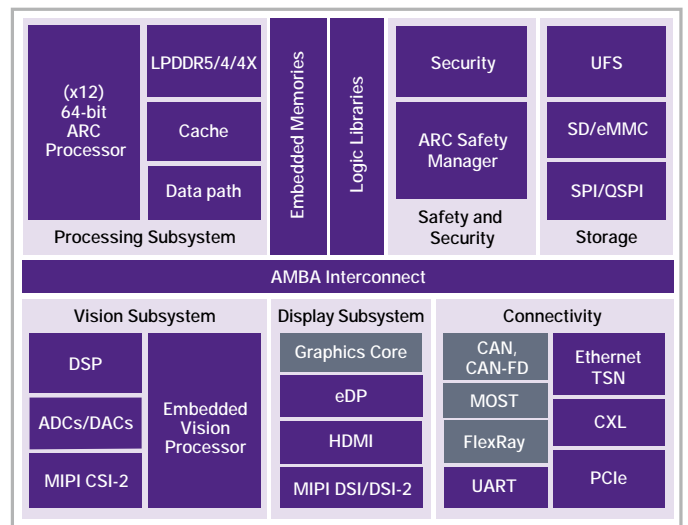 (x12)
64-bit
ARC
Processor
LPDDR5/4/4X
Cache
Data path
Processing Subsystem
Embedded Memories
Logic Libraries
Security
ARC Safety
Manager
Safety and
Security
UFS
SD/eMMC
SPI/QSPI
Storage
AMBA Interconnect
Vision Subsystem
DSP
ADCs/DACs
MIPI CSI-2
Embedded
Vision
Processor
Display Subsystem
Graphics Core
eDP
HDMI
MIPI DSI/DSI-2
Connectivity
CAN,
CAN-FD
MOST
FlexRay
UART
Ethernet
TSN
CXL
PCIe